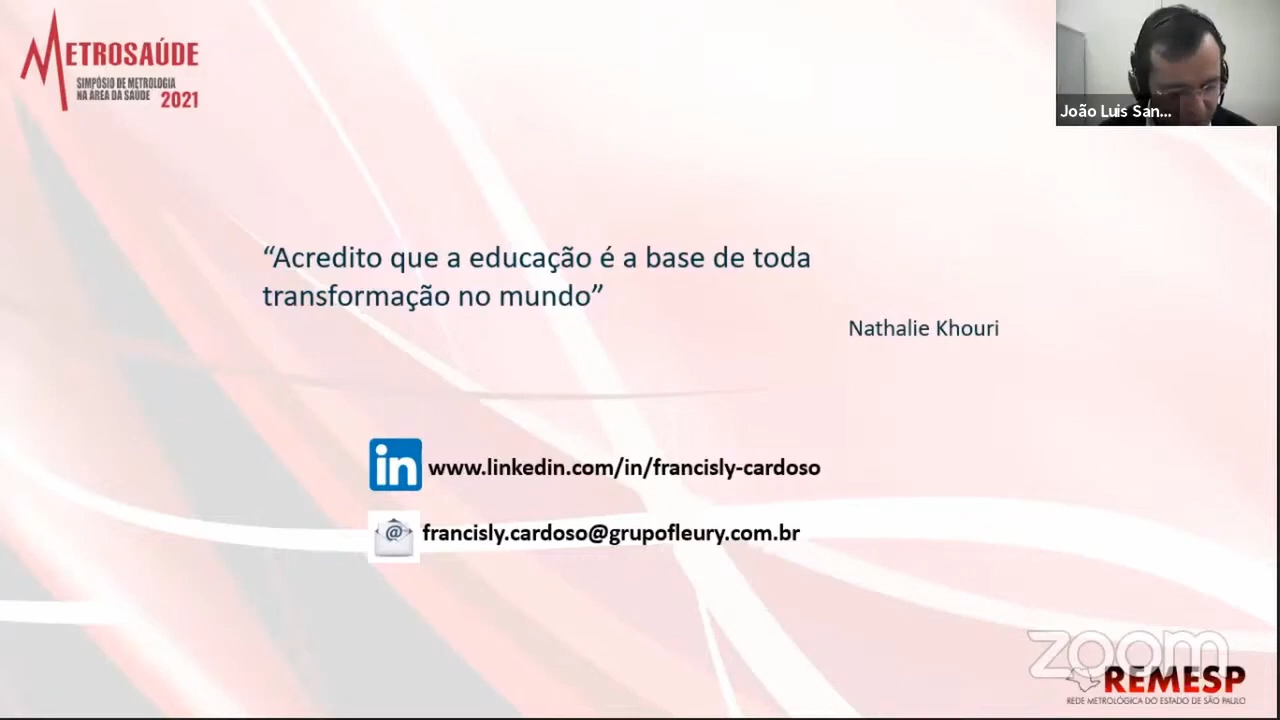 METROSAÚDE
SIMPÓSIO DE METROLOGIA
NA ÁREA DA SAÚDE 2021
João Luis San...
“Acredito que a educação é a base de toda
transformação no mundo”
Nathalie Khouri
in www.linkedin.com/in/francisly-cardoso
@ francisly.cardoso@grupofleury.com.br
zoom
REMESP
REDE METROLÓGICA DO ESTADO DE SÃO PAULO